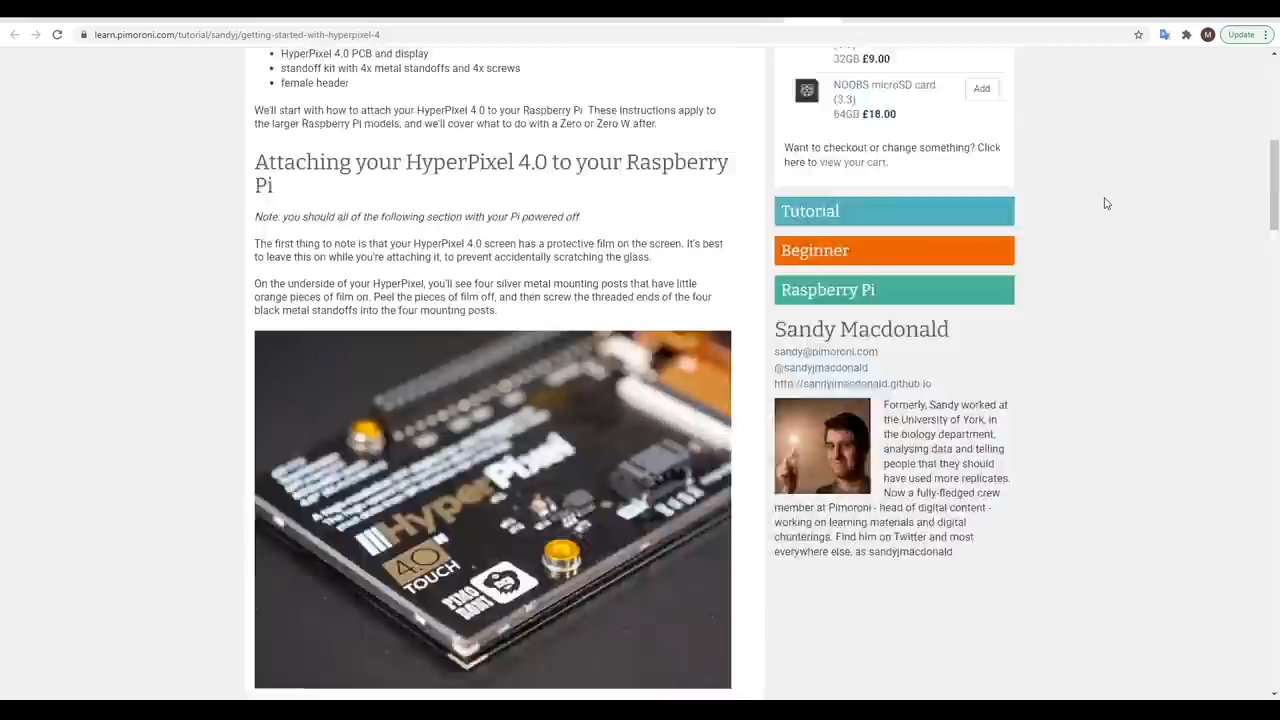 learn.pimoroni.com/tutorial/sandyj/getting-started-with-hyperpixel-4
M
Update
HyperPixel 4.0 PCB and display
standoff kit with 4x metal standoffs and 4x screws
female header
We'll start with how to attach your HyperPixel 4.0 to your Raspberry Pi These instructions apply to
the larger Raspberry Pi models, and we'll cover what to do with a Zero or Zero W after.
Attaching your HyperPixel 4.0 to your Raspberry
Pi
Note. you should all of the following section with your Pi powered off
The first thing to note is that your HyperPixel 4.0 screen has a protective film on the screen. It's best
to leave this on while you're attaching it, to prevent accidentally scratching the glass.
On the underside of your HyperPixel, you'll see four silver metal mounting posts that have little
orange pieces of film on. Peel the pieces of film off, and then screw the threaded ends of the four
black metal standoffs into the four mounting posts.
HyperPixel
4.0"
TOUCH
PIMO
RONI
32GB £9.00
NOOBS microSD card
(3.3)
64GB £18.00
Add
Want to checkout or change something? Click
here to view your cart.
Tutorial
Beginner
Raspberry Pi
Sandy Macdonald
sandy@pimoroni.com
@sandyjmacdonald
http://sandyjmacdonald.github.io
Formerly, Sandy worked at
the University of York, in
the biology department,
analysing data and telling
people that they should
have used more replicates.
Now a fully-fledged crew
member at Pimoroni - head of digital content -
working on learning materials and digital
chunterings. Find him on Twitter and most
everywhere else, as sandyjmacdonald